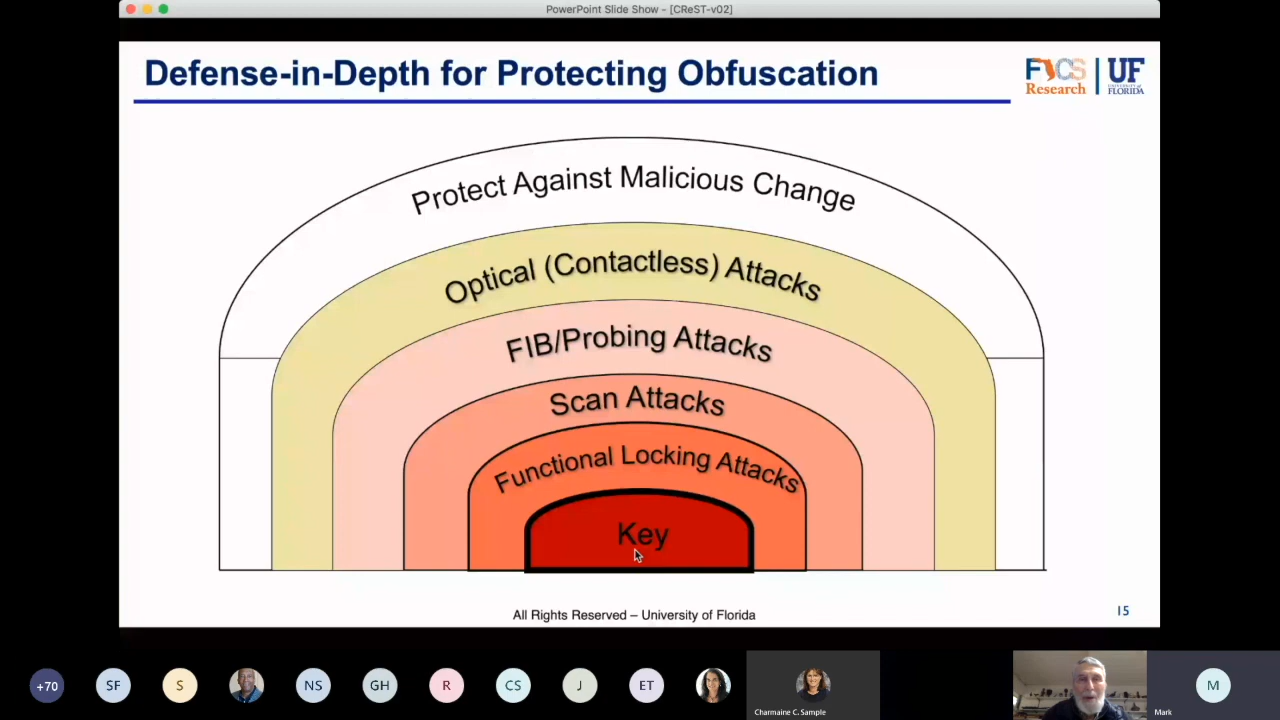 PowerPoint Slide Show - [CReST-v02]
Defense-in-Depth for Protecting Obfuscation
FICS
Research
UF
UNIVERSITY of
FLORIDA
Protect Against Malicious Change
Optical (Contactless) Attacks
FIB/Probing Attacks
Scan Attacks
Functional Locking Attacks
Key
All Rights Reserved – University of Florida
15
+70
SF
S
NS
GH
R
CS
J
ET
Charmaine C. Sample
M
Mark